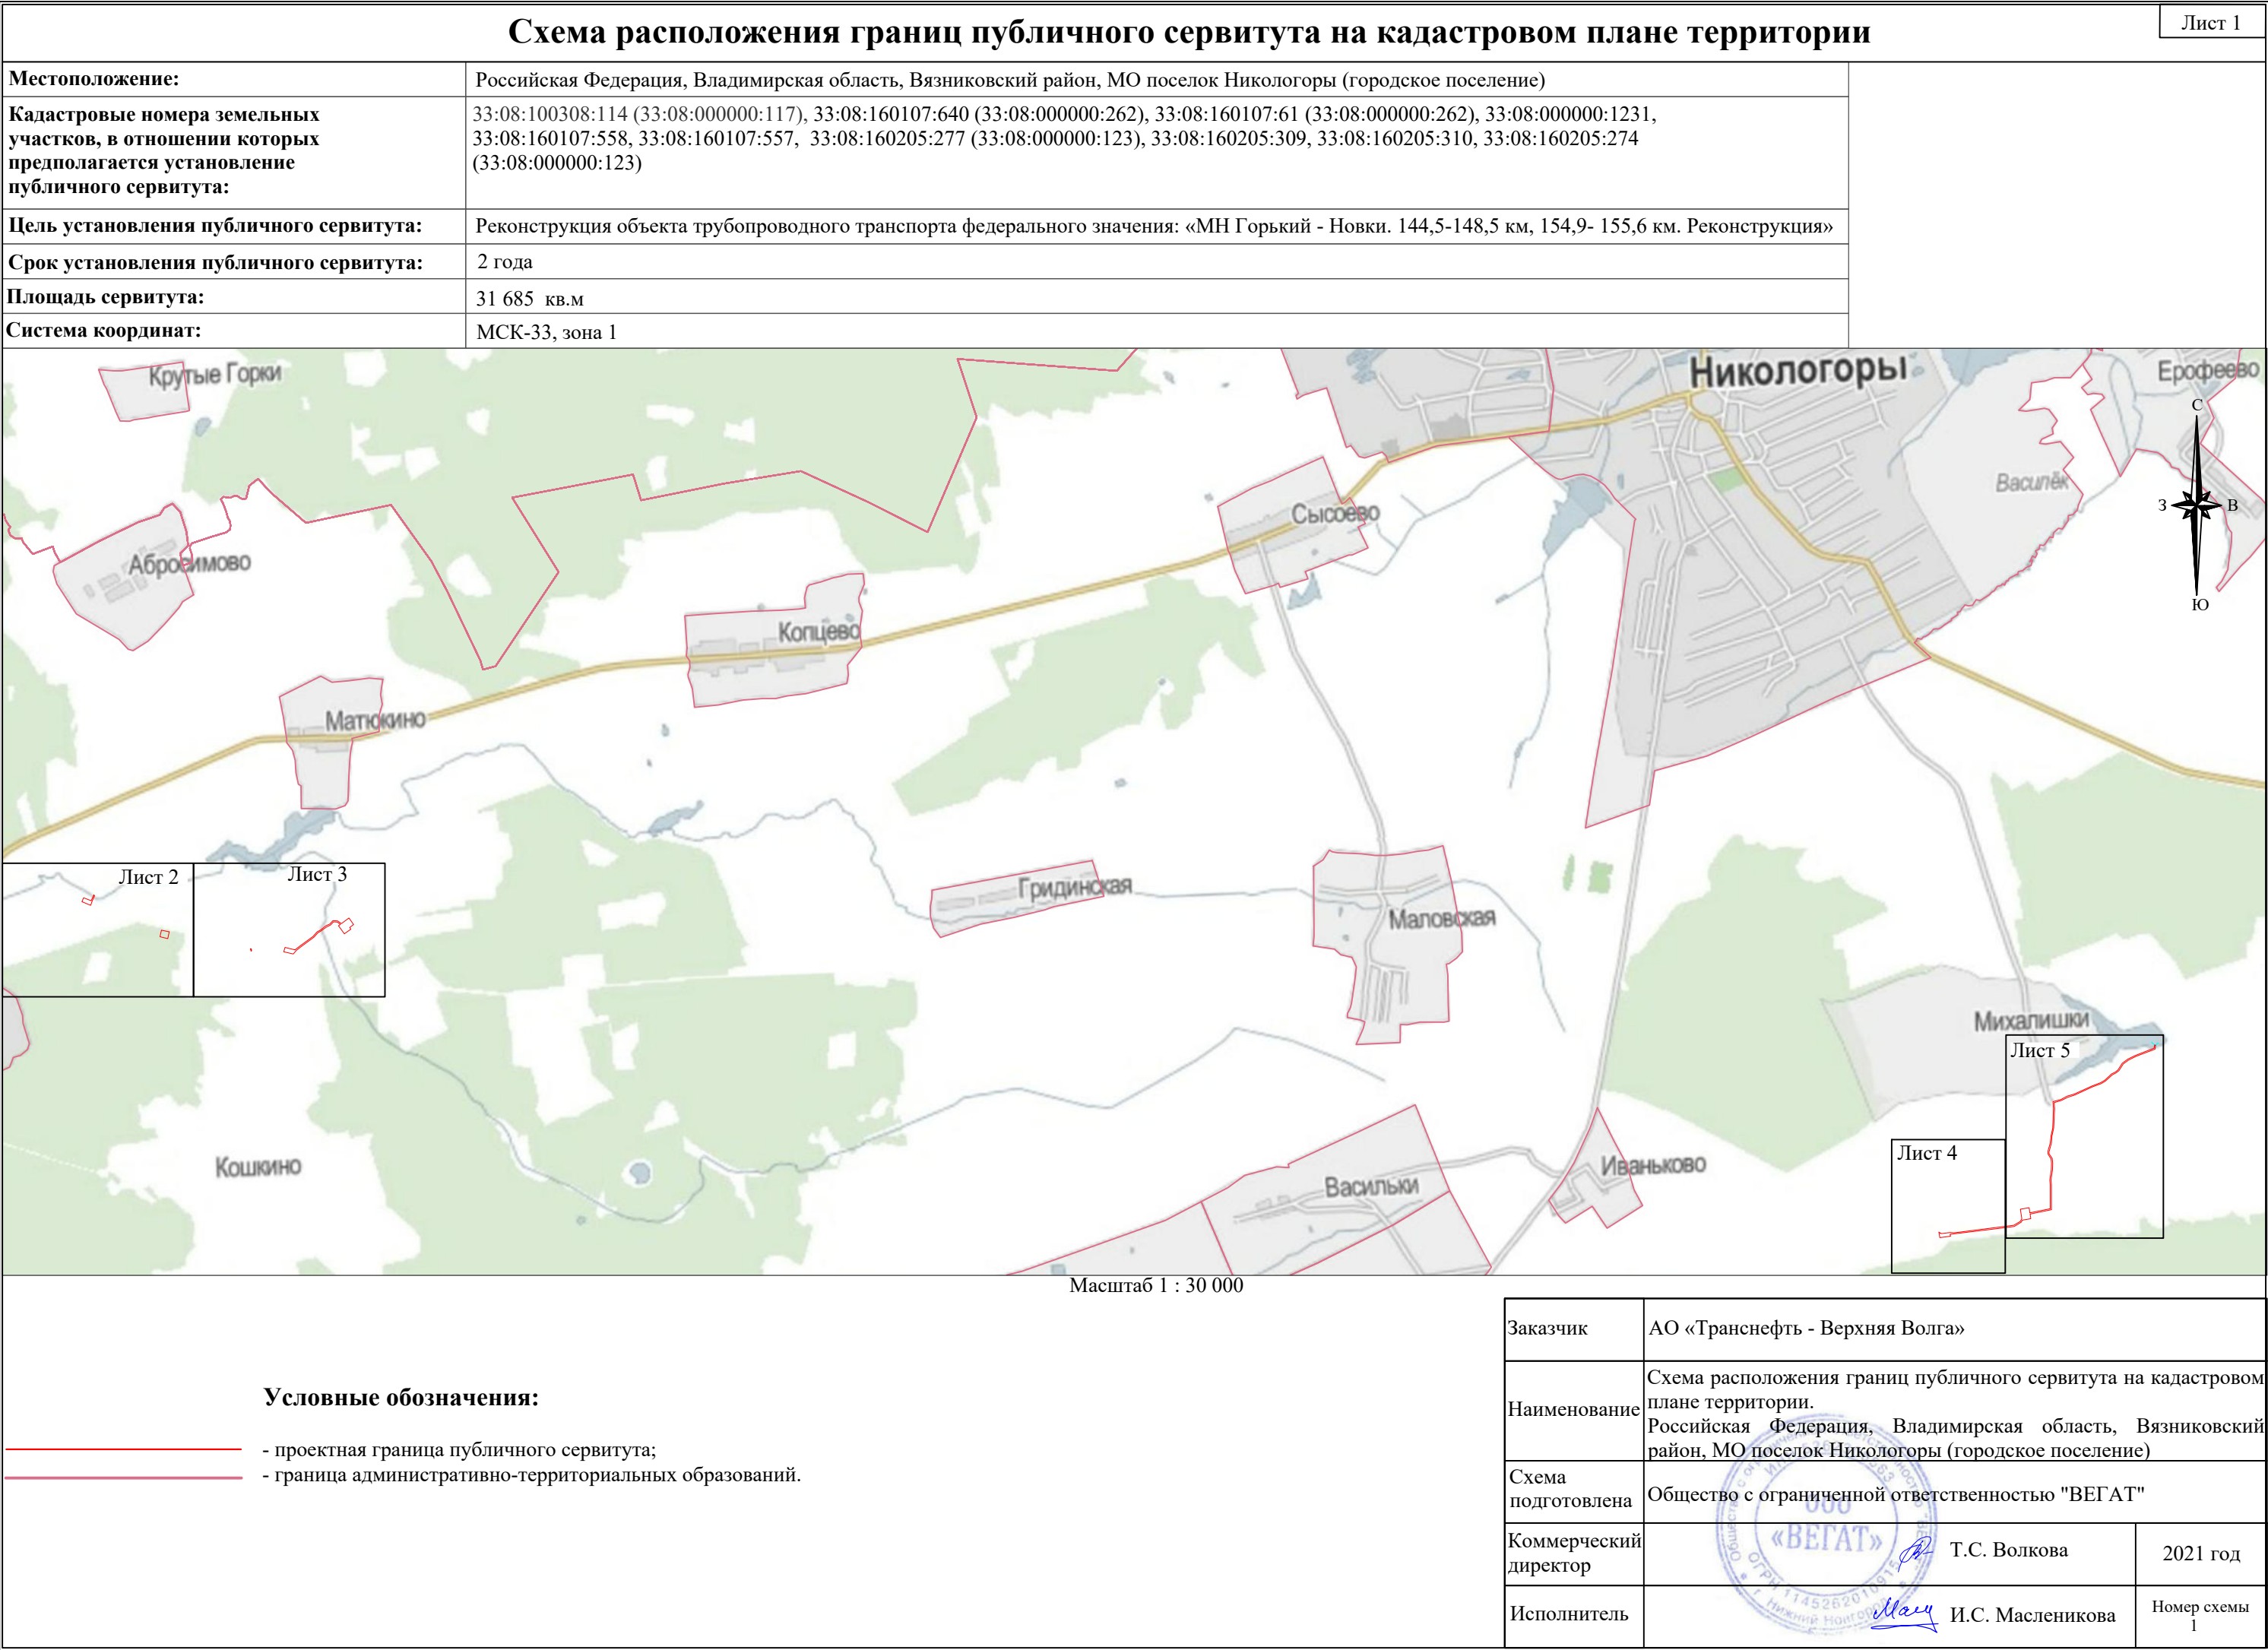 Схема расположения границ публичного сервитута на кадастровом плане территории
Лист 1
Местоположение:
Российская Федерация, Владимирская область, Вязниковский район, МО поселок Никологоры (городское поселение)
Кадастровые номера земельных
участков, в отношении которых
предполагается установление
публичного сервитута:
33:08:100308:114 (33:08:000000:117), 33:08:160107:640 (33:08:000000:262), 33:08:160107:61 (33:08:000000:262), 33:08:000000:1231,
33:08:160107:558, 33:08:160107:557, 33:08:160205:277 (33:08:000000:123), 33:08:160205:309, 33:08:160205:310, 33:08:160205:274
(33:08:000000:123)
Цель установления публичного сервитута:
Реконструкция объекта трубопроводного транспорта федерального значения: «МН Горький - Новки. 144,5-148,5 км, 154,9- 155,6 км. Реконструкция»
Срок установления публичного сервитута:
2 года
Площадь сервитута:
31 685 кв.м
Система координат:
МСК-33, зона 1
Крутые Горки
Никологоры
Ерофеево
С
Василёк
З
В
Ю
Сысоево
Абросимово
Копцево
Матюкино
Лист 2
Лист 3
Гридинская
Маловская
Михалишки
Лист 5
Лист 4
Кошкино
Васильки
Иваньково
Масштаб 1 : 30 000
Условные обозначения:
- проектная граница публичного сервитута;
- граница административно-территориальных образований.
Заказчик
АО «Транснефть - Верхняя Волга»
Наименование
Схема расположения границ публичного сервитута на кадастровом
плане территории.
Российская Федерация, Владимирская область, Вязниковский
район, МО поселок Никологоры (городское поселение)
Схема
подготовлена
Общество с ограниченной ответственностью "ВЕГАТ"
ООО
«ВЕГАТ»
Коммерческий
директор
Т.С. Волкова
2021 год
Исполнитель
И.С. Масленикова
Номер схемы
1